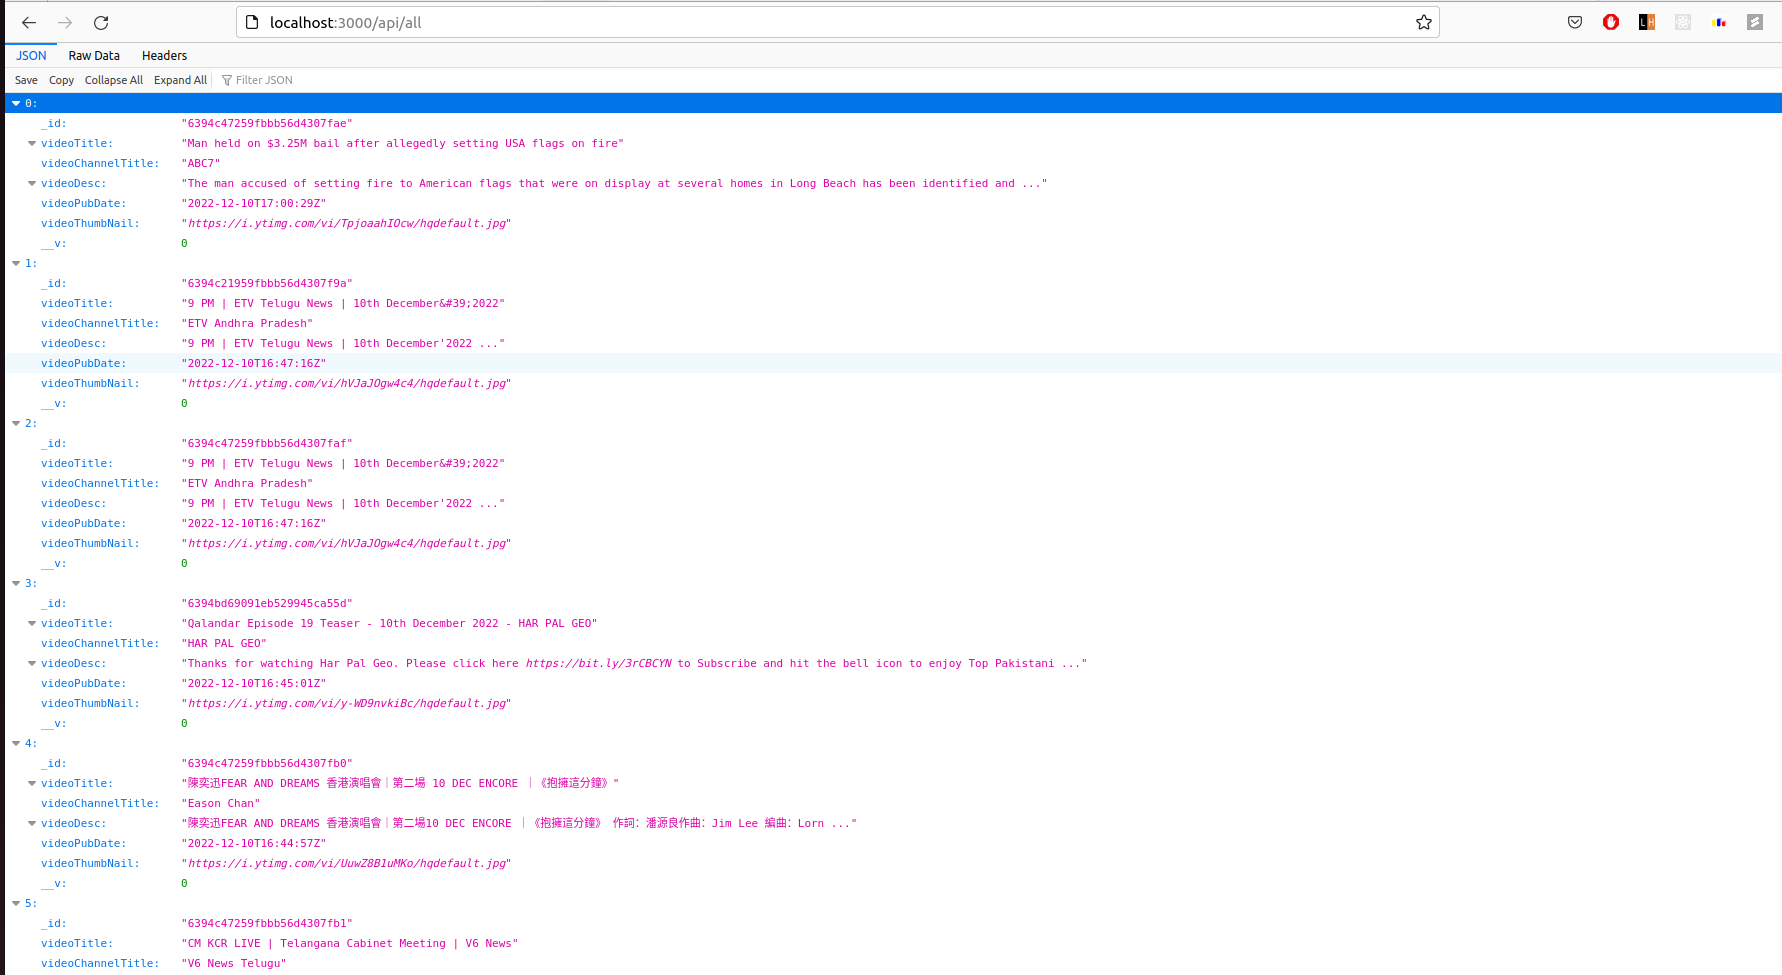 localhost:3000/api/all
JSON Raw Data Headers
Save Copy Collapse All Expand All Filter JSON
0:
_id: "6394c47259fbbb56d4307fae"
videoTitle: "Man held on $3.25M bail after allegedly setting USA flags on fire"
videoChannelTitle: "ABC7"
videoDesc: "The man accused of setting fire to American flags that were on display at several homes in Long Beach has been identified and ..."
videoPubDate: "2022-12-10T17:00:29Z"
videoThumbNail: "https://i.ytimg.com/vi/TpjoaahIOcw/hqdefault.jpg"
__v: 0
1:
_id: "6394c21959fbbb56d4307f9a"
videoTitle: "9 PM | ETV Telugu News | 10th December&#39;2022"
videoChannelTitle: "ETV Andhra Pradesh"
videoDesc: "9 PM | ETV Telugu News | 10th December'2022 ..."
videoPubDate: "2022-12-10T16:47:16Z"
videoThumbNail: "https://i.ytimg.com/vi/hVJaJOgw4c4/hqdefault.jpg"
__v: 0
2:
_id: "6394c47259fbbb56d4307faf"
videoTitle: "9 PM | ETV Telugu News | 10th December&#39;2022"
videoChannelTitle: "ETV Andhra Pradesh"
videoDesc: "9 PM | ETV Telugu News | 10th December'2022 ..."
videoPubDate: "2022-12-10T16:47:16Z"
videoThumbNail: "https://i.ytimg.com/vi/hVJaJOgw4c4/hqdefault.jpg"
__v: 0
3:
_id: "6394bd69091eb529945ca55d"
videoTitle: "Qalandar Episode 19 Teaser - 10th December 2022 - HAR PAL GEO"
videoChannelTitle: "HAR PAL GEO"
videoDesc: "Thanks for watching Har Pal Geo. Please click here https://bit.ly/3rCBCYN to Subscribe and hit the bell icon to enjoy Top Pakistani ..."
videoPubDate: "2022-12-10T16:45:01Z"
videoThumbNail: "https://i.ytimg.com/vi/y-WD9nvkiBc/hqdefault.jpg"
__v: 0
4:
_id: "6394c47259fbbb56d4307fb0"
videoTitle: "陳奕迅FEAR AND DREAMS 香港演唱會｜第二場 10 DEC ENCORE ｜《抱擁這分鐘》"
videoChannelTitle: "Eason Chan"
videoDesc: "陳奕迅FEAR AND DREAMS 香港演唱會｜第二場10 DEC ENCORE ｜《抱擁這分鐘》 作詞：潘源良作曲：Jim Lee 編曲：Lorn ..."
videoPubDate: "2022-12-10T16:44:57Z"
videoThumbNail: "https://i.ytimg.com/vi/UuwZ8B1uMKo/hqdefault.jpg"
__v: 0
5:
_id: "6394c47259fbbb56d4307fb1"
videoTitle: "CM KCR LIVE | Telangana Cabinet Meeting | V6 News"
videoChannelTitle: "V6 News Telugu"